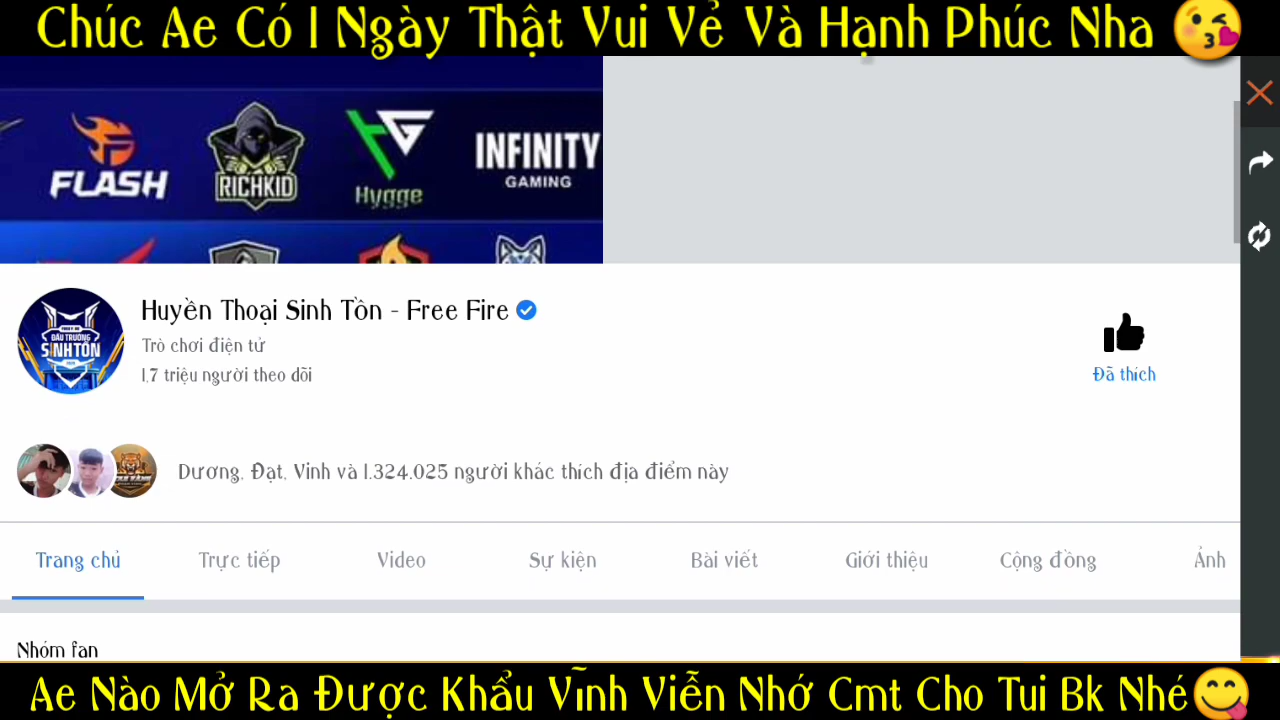 Chúc Ae Có 1 Ngày Thật Vui Vẻ Và Hạnh Phúc Nha 😘
FLASH
RICHKID
Hygge
INFINITY
GAMING
Huyền Thoại Sinh Tồn - Free Fire
ĐẤU TRƯỜNG
SINH TỒN
Trò chơi điện tử
1,7 triệu người theo dõi
Đã thích
Dương, Đạt, Vinh và 1.324.025 người khác thích địa điểm này
Trang chủ Trực tiếp Video Sự kiện Bài viết Giới thiệu Cộng đồng Ảnh
Nhóm fan
Ae Nào Mở Ra Được Khẩu Vĩnh Viễn Nhớ Cmt Cho Tui Bk Nhé 😋